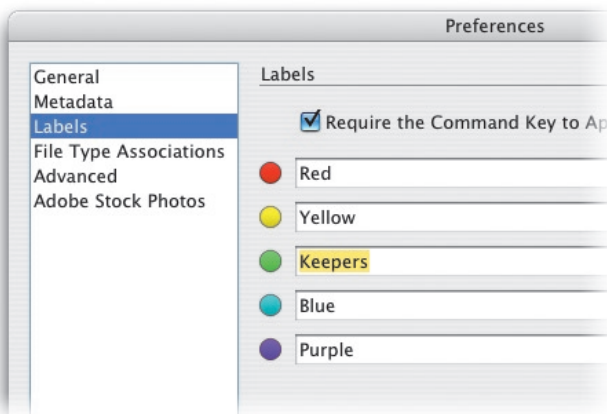 Preferences
General
Metadata
Labels
File Type Associations
Advanced
Adobe Stock Photos
Labels
Require the Command Key to Ap
Red
Yellow
Keepers
Blue
Purple